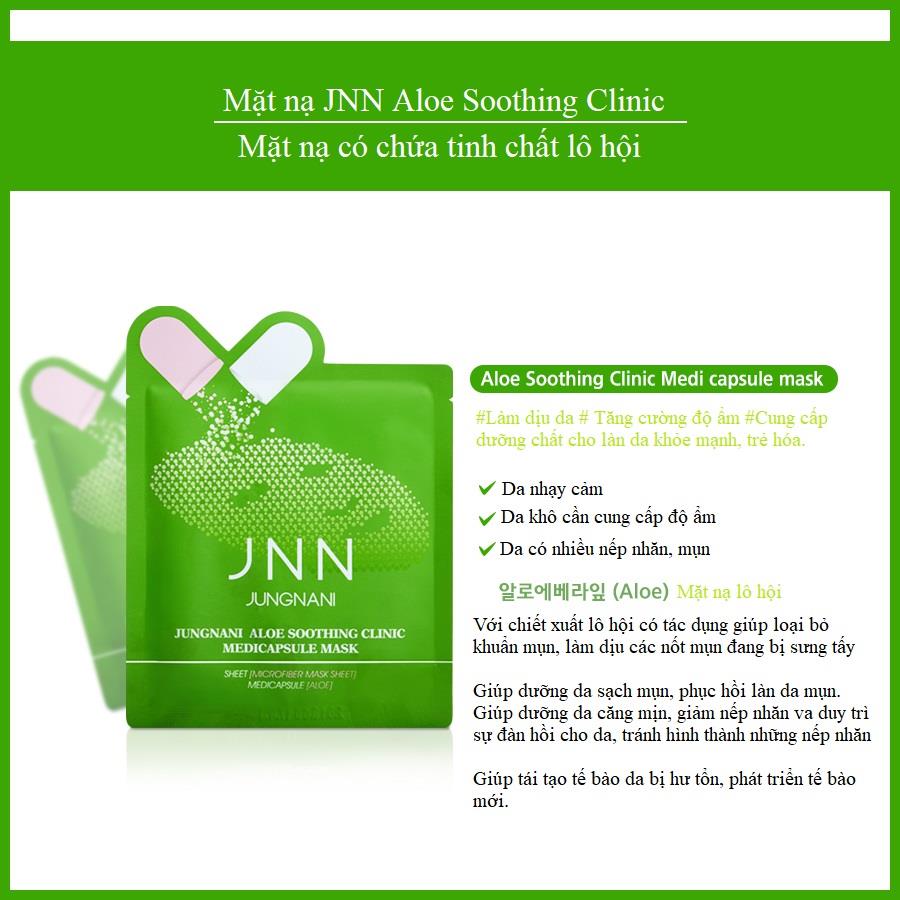 Mặt nạ JNN Aloe Soothing Clinic
Mặt nạ có chứa tinh chất lô hội
JNN
JUNGNANI
JUNGNANI ALOE SOOTHING CLINIC
MEDICAPSULE MASK
SHEET [MICROFIBER MASK SHEET]
MEDICAPSULE [ALOE]
Aloe Soothing Clinic Medi capsule mask
#Làm dịu da # Tăng cường độ ẩm #Cung cấp
dưỡng chất cho làn da khỏe mạnh, trẻ hóa.
Da nhạy cảm
Da khô cần cung cấp độ ẩm
Da có nhiều nếp nhăn, mụn
알로에베라잎 (Aloe) Mặt nạ lô hội
Với chiết xuất lô hội có tác dụng giúp loại bỏ
khuẩn mụn, làm dịu các nốt mụn đang bị sưng tấy
Giúp dưỡng da sạch mụn, phục hồi làn da mụn.
Giúp dưỡng da căng mịn, giảm nếp nhăn va duy trì
sự đàn hồi cho da, tránh hình thành những nếp nhăn
Giúp tái tạo tế bào da bị hư tổn, phát triển tế bào
mới.